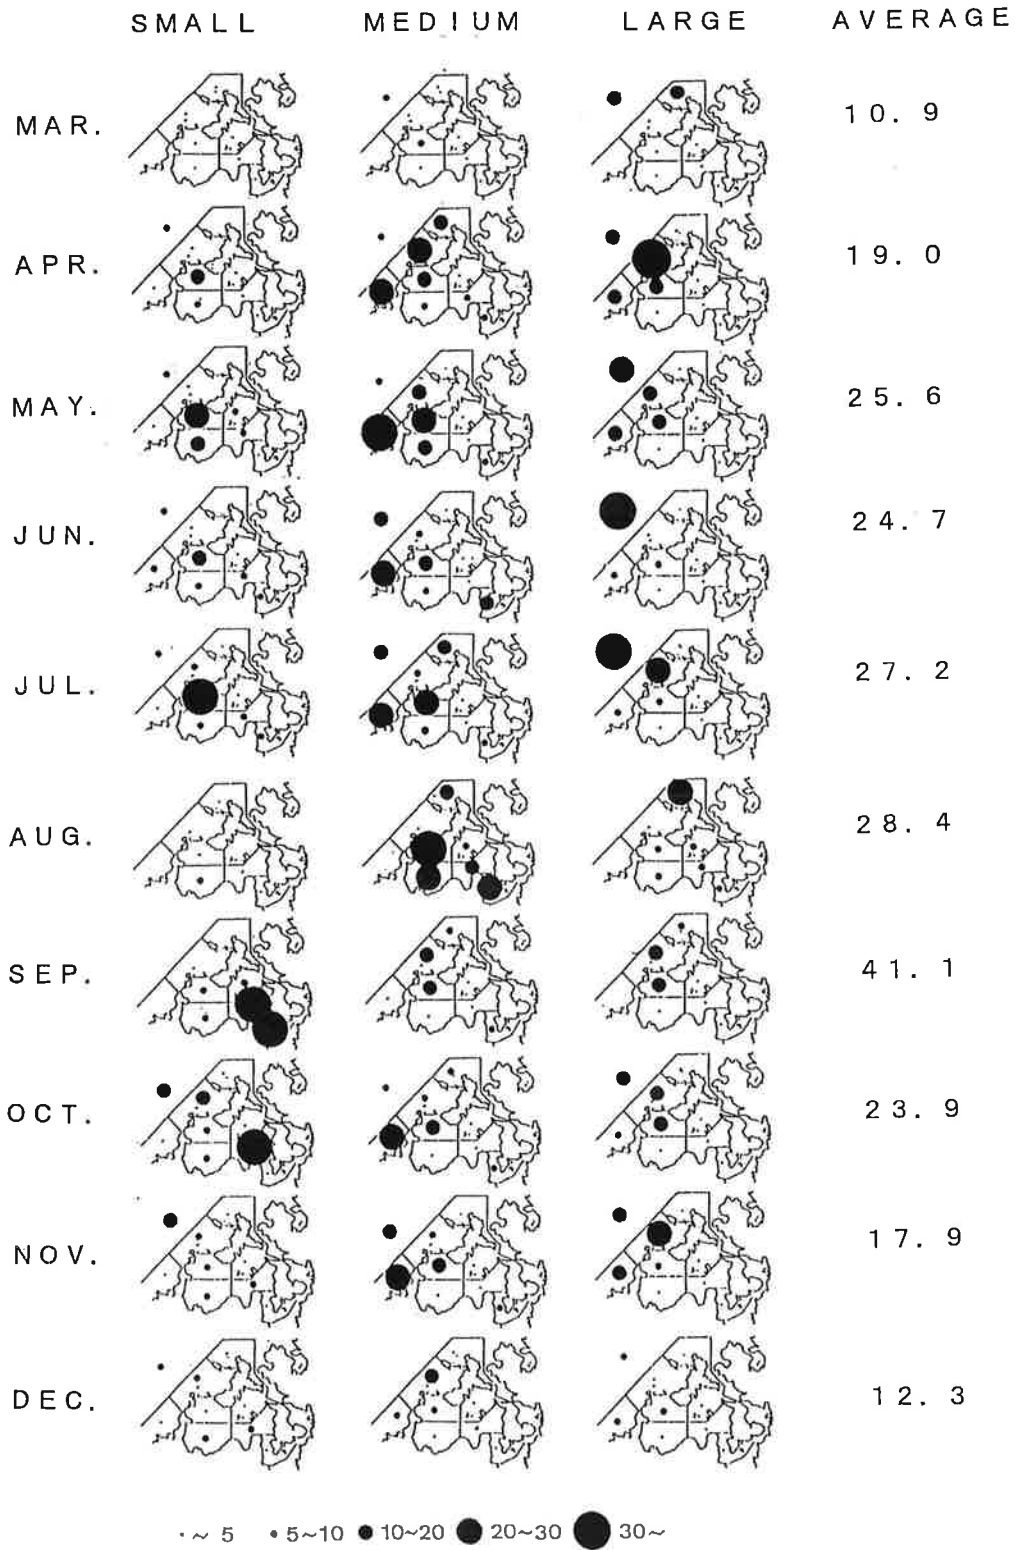 SMALL MEDIUM LARGE AVERAGE
MAR. 10.9
APR. 19.0
MAY. 25.6
JUN. 24.7
JUL. 27.2
AUG. 28.4
SEP. 41.1
OCT. 23.9
NOV. 17.9
DEC. 12.3
~ 5 5~10 10~20 20~30 30~